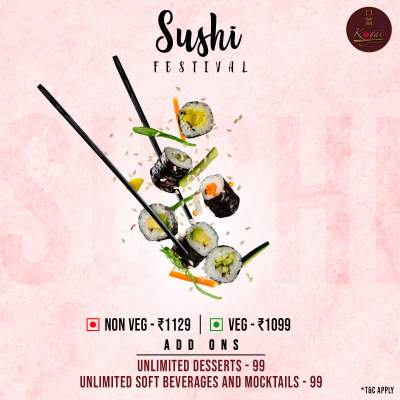 Sushi
FESTIVAL
SUSHI
NON VEG - ₹1129 | VEG - ₹1099
ADD ONS
UNLIMITED DESSERTS - 99
UNLIMITED SOFT BEVERAGES AND MOCKTAILS - 99
*T&C APPLY